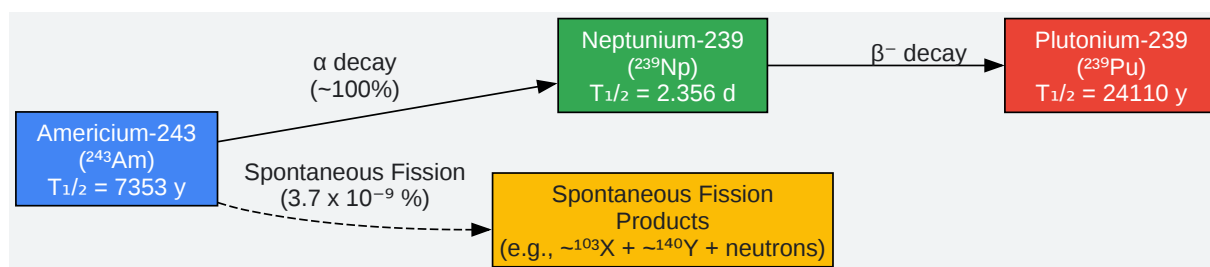 Americium-243
(²⁴³Am)
T₁/₂ = 7353 y
α decay
(~100%)
Neptunium-239
(²³⁹Np)
T₁/₂ = 2.356 d
β⁻ decay
Plutonium-239
(²³⁹Pu)
T₁/₂ = 24110 y
Spontaneous Fission
(3.7 x 10⁻⁹ %)
Spontaneous Fission
Products
(e.g., ~¹⁰³X + ~¹⁴⁰Y + neutrons)